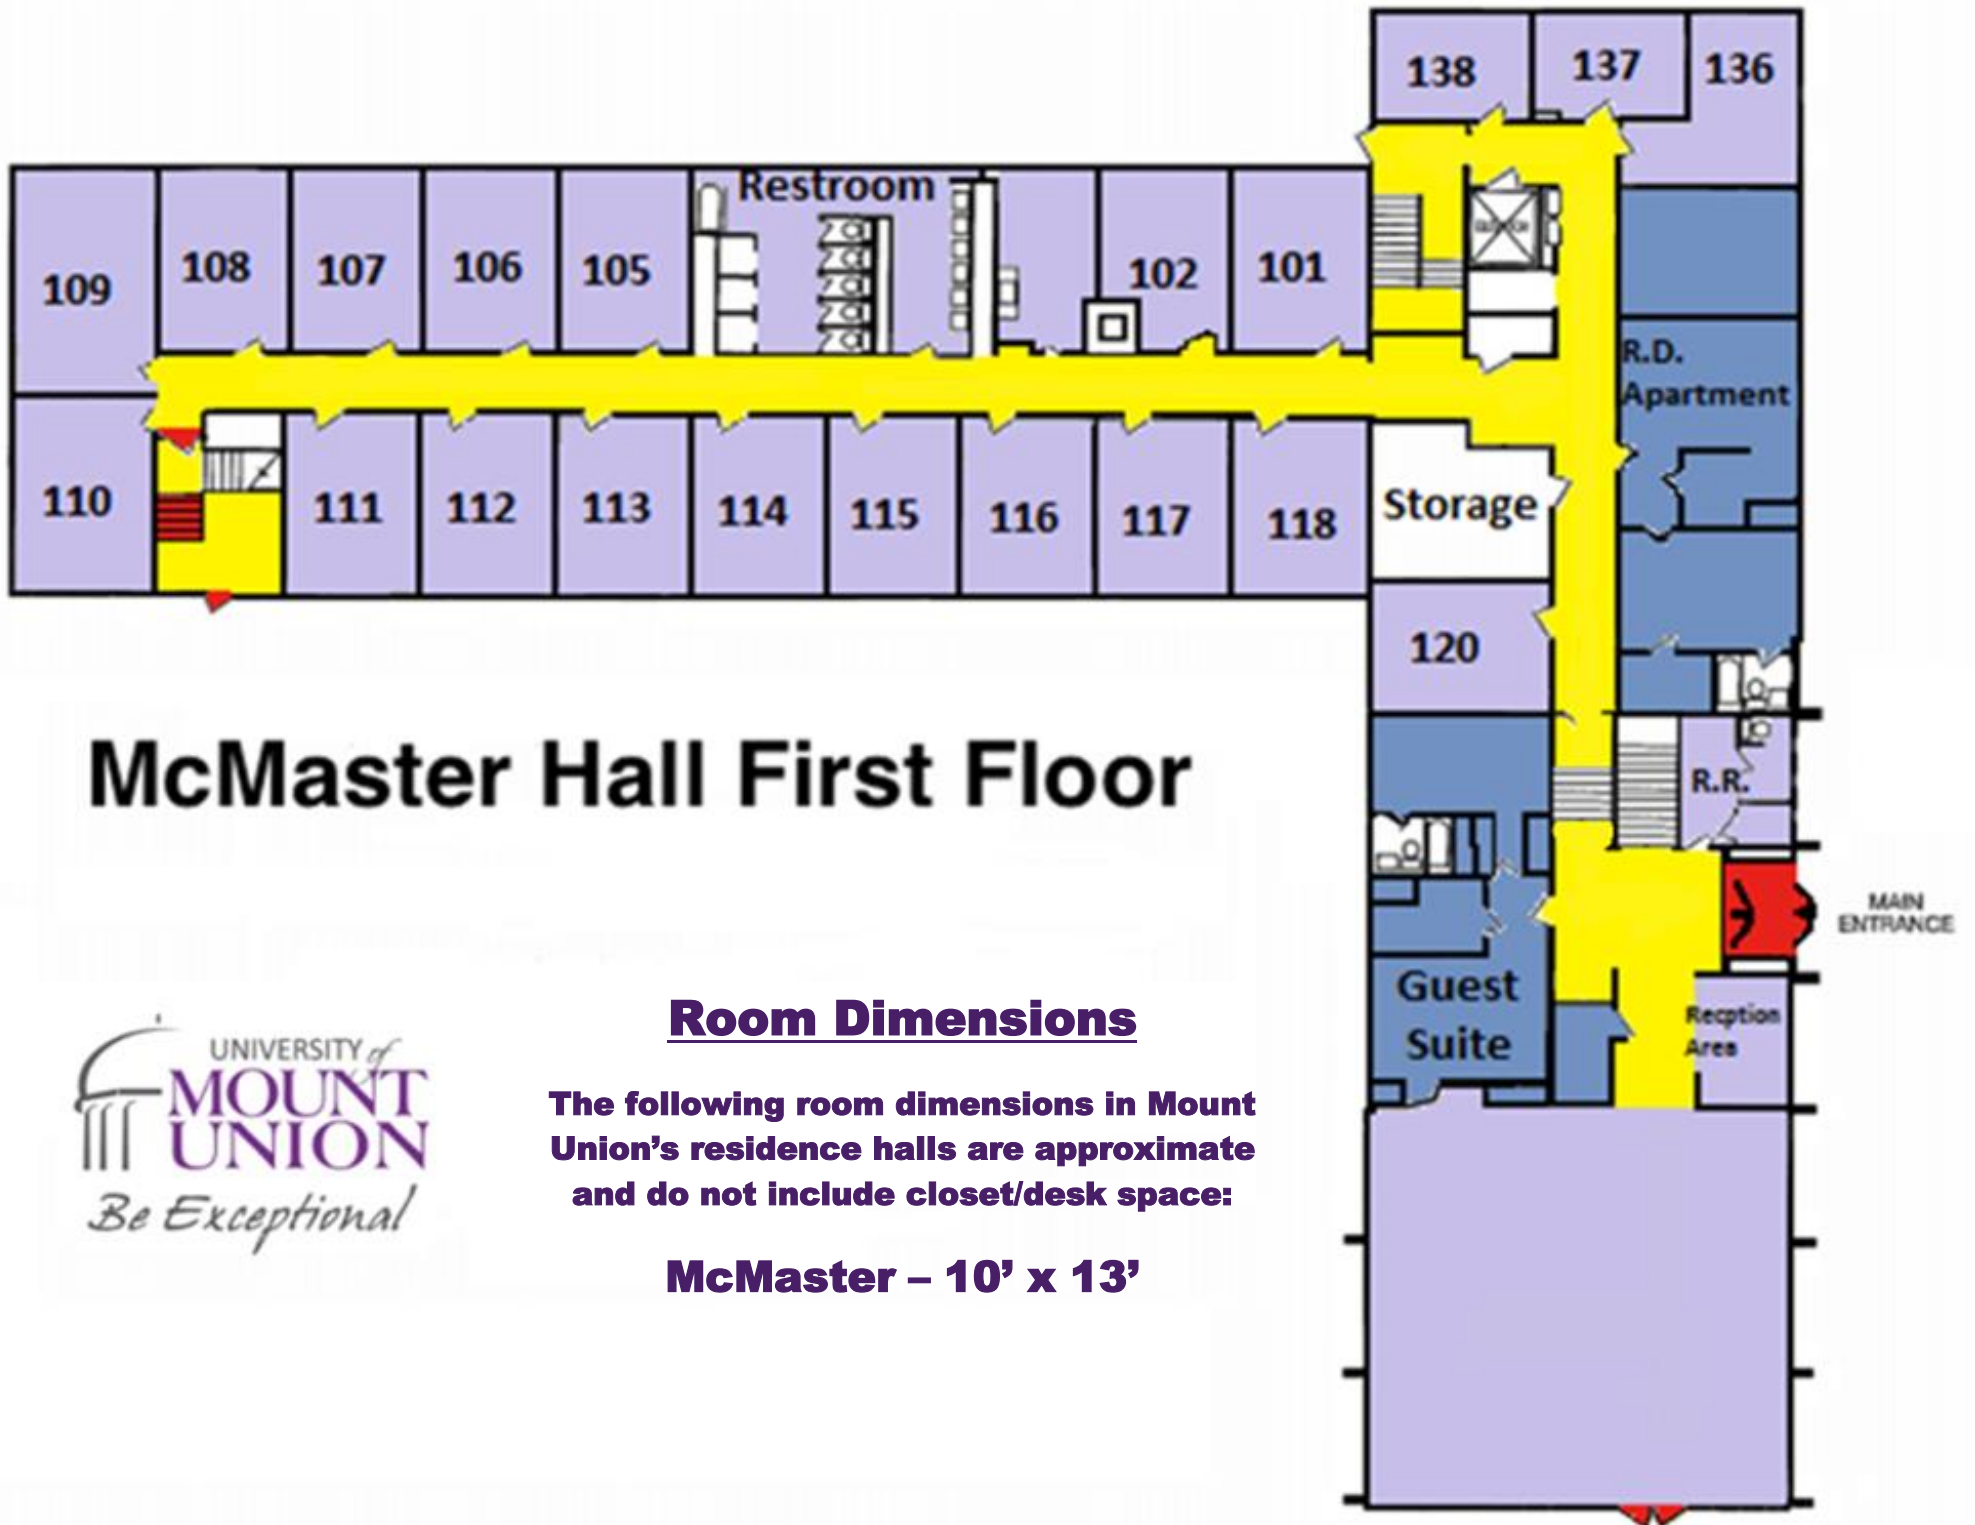 138
137
136
Restroom
109
108
107
106
105
102
101
R.D.
Apartment
110
111
112
113
114
115
116
117
118
Storage
120
McMaster Hall First Floor
R.R.
MAIN
ENTRANCE
Guest
Suite
Recption
Area
UNIVERSITY of
MOUNT
UNION
Be Exceptional
Room Dimensions
The following room dimensions in Mount
Union’s residence halls are approximate
and do not include closet/desk space:
McMaster – 10’ x 13’